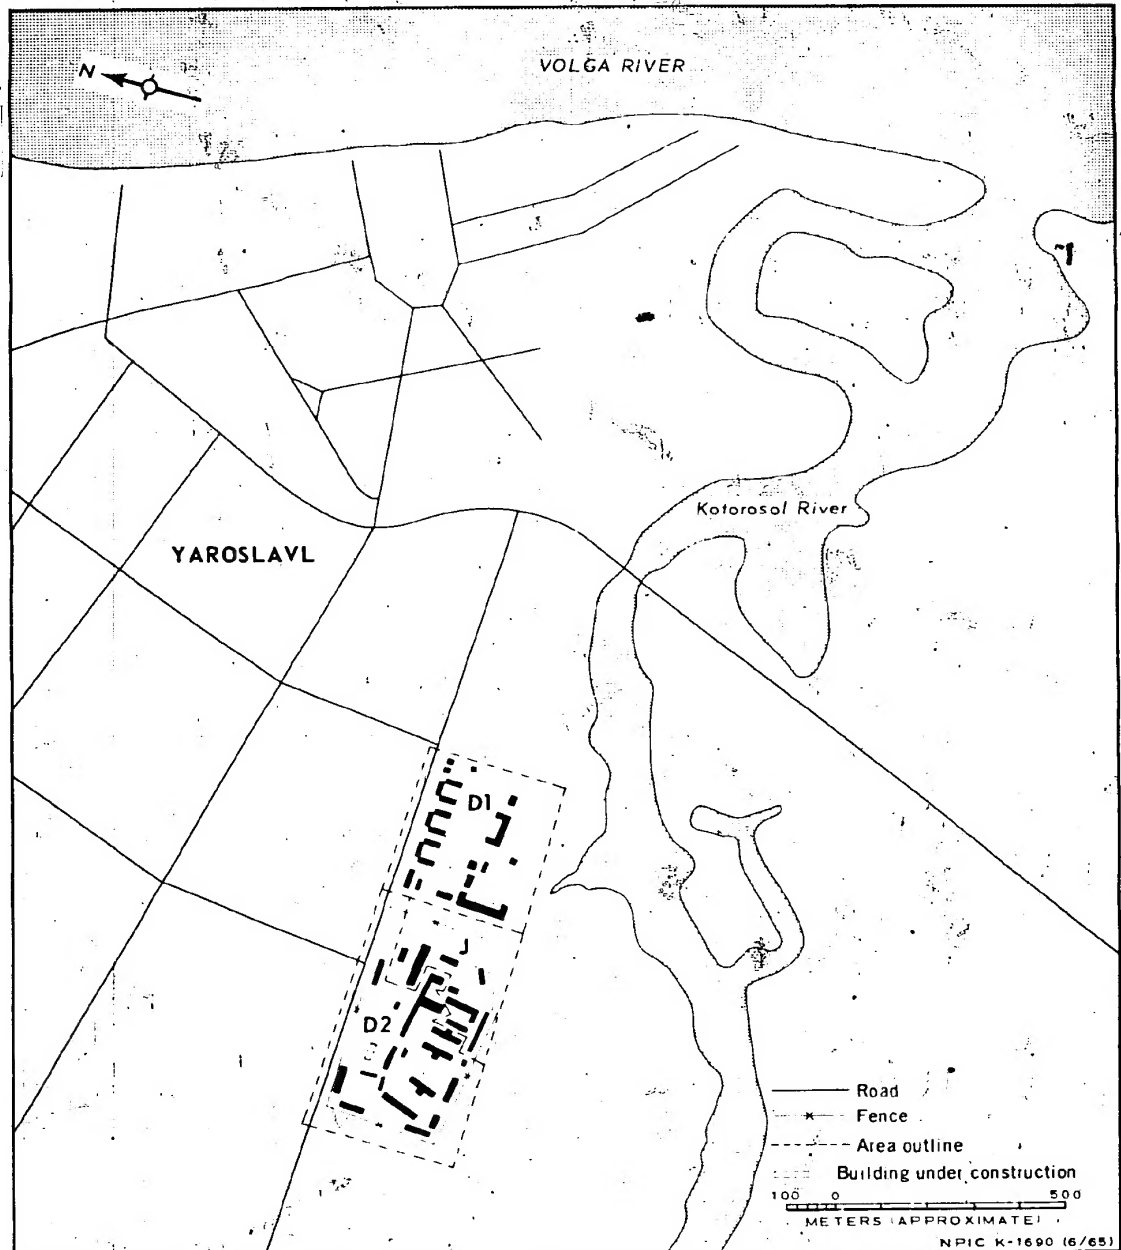 N
VOLGA RIVER
Kotorosol River
YAROSLAVL
D1
D2
Road
Fence
Area outline
Building under construction
100 0 500
METERS (APPROXIMATE)
NPIC K-1690 (6/65)